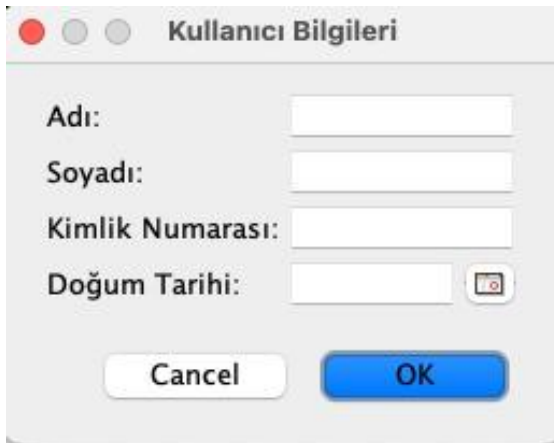 Kullanıcı Bilgileri
Adı:
Soyadı:
Kimlik Numarası:
Doğum Tarihi:
Cancel OK